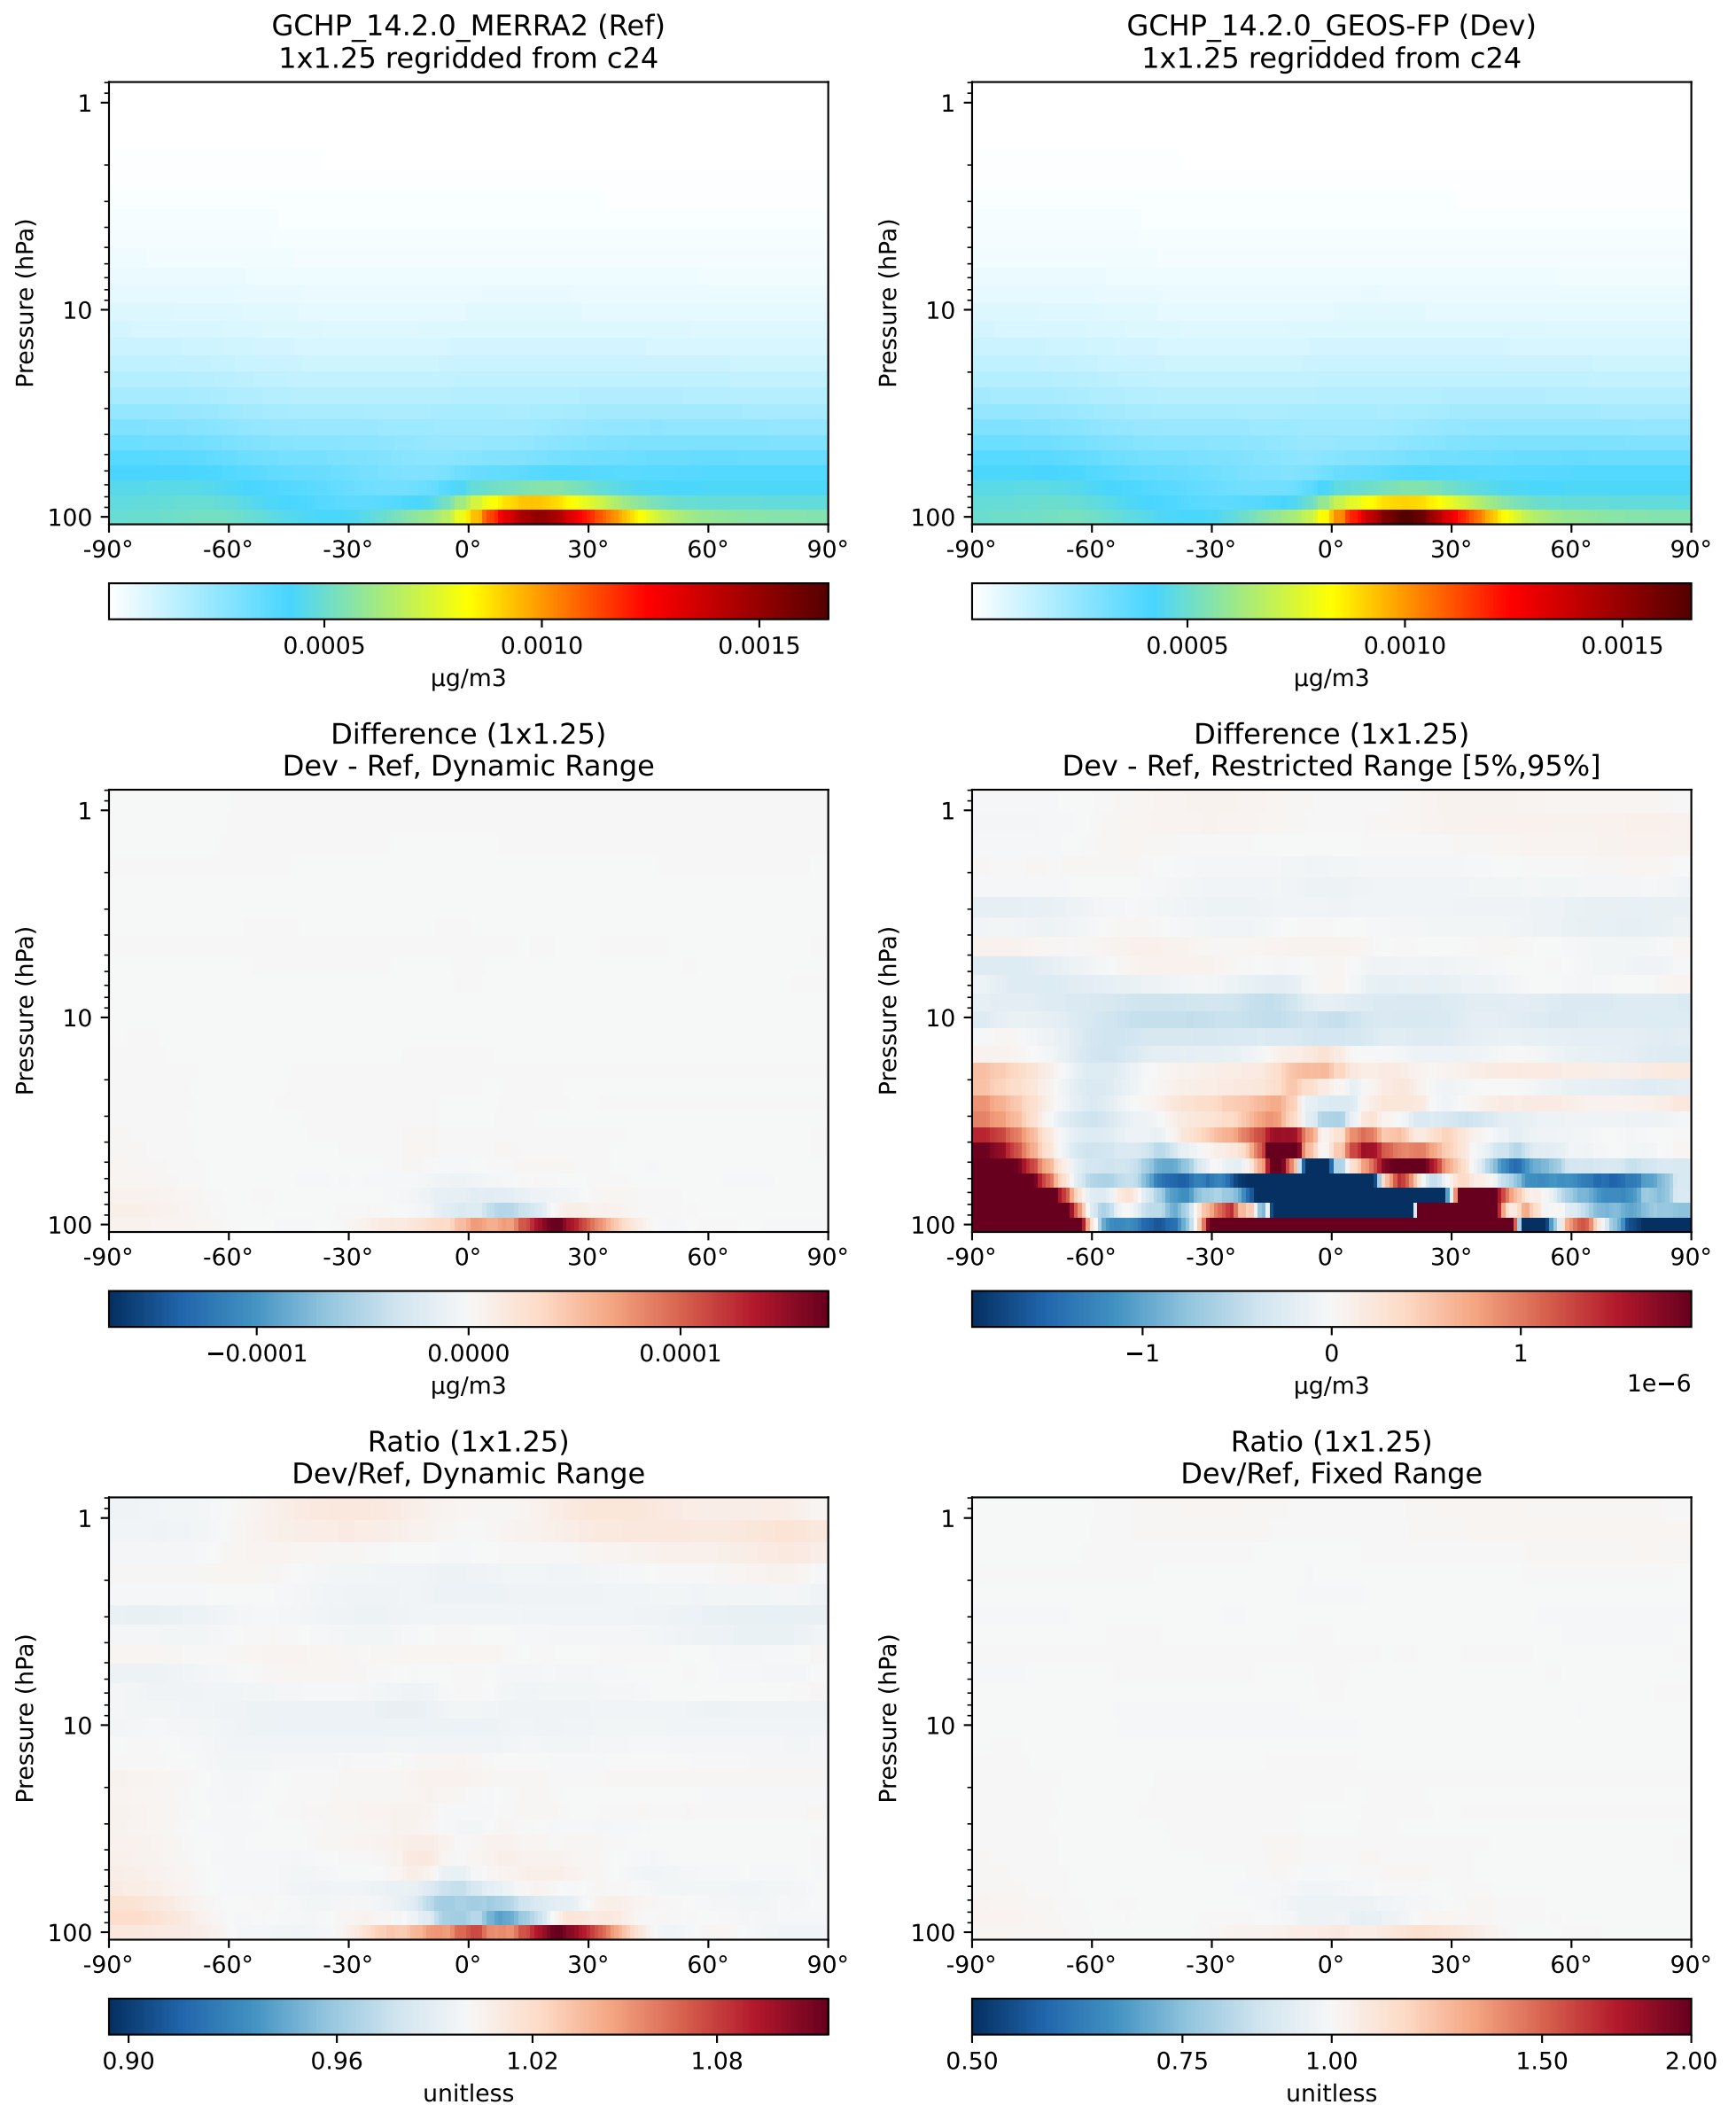 GCHP_14.2.0_MERRA2 (Ref)
1x1.25 regridded from c24
Pressure (hPa)
1
10
100
-90° -60° -30° 0° 30° 60° 90°
0.0005 0.0010 0.0015
µg/m3
GCHP_14.2.0_GEOS-FP (Dev)
1x1.25 regridded from c24
Pressure (hPa)
1
10
100
-90° -60° -30° 0° 30° 60° 90°
0.0005 0.0010 0.0015
µg/m3
Difference (1x1.25)
Dev - Ref, Dynamic Range
Pressure (hPa)
1
10
100
-90° -60° -30° 0° 30° 60° 90°
−0.0001 0.0000 0.0001
µg/m3
Difference (1x1.25)
Dev - Ref, Restricted Range [5%,95%]
Pressure (hPa)
1
10
100
-90° -60° -30° 0° 30° 60° 90°
−1 0 1
µg/m3
1e−6
Ratio (1x1.25)
Dev/Ref, Dynamic Range
Pressure (hPa)
1
10
100
-90° -60° -30° 0° 30° 60° 90°
0.90 0.96 1.02 1.08
unitless
Ratio (1x1.25)
Dev/Ref, Fixed Range
Pressure (hPa)
1
10
100
-90° -60° -30° 0° 30° 60° 90°
0.50 0.75 1.00 1.50 2.00
unitless